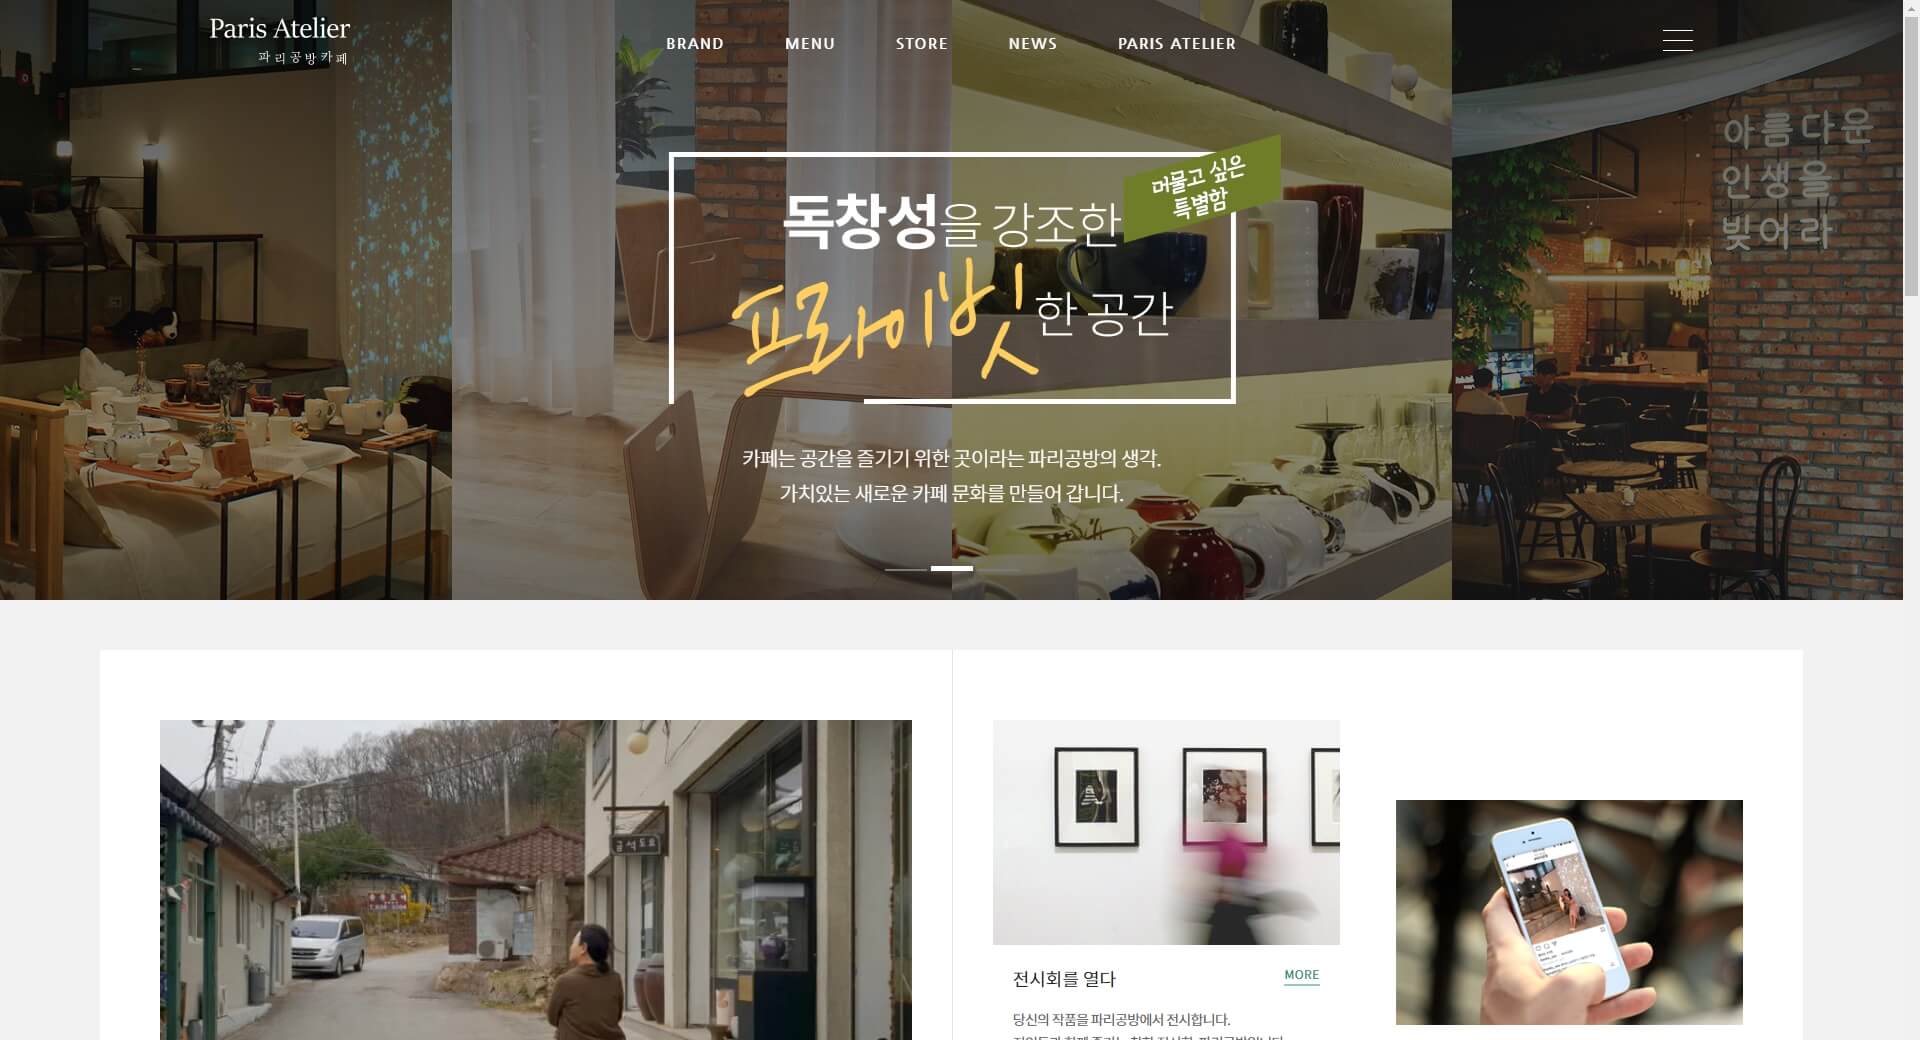 Paris Atelier
파리공방카페
BRAND MENU STORE NEWS PARIS ATELIER
머물고 싶은
특별함
독창성을 강조한
프라이빗한 공간
아름다운
인생을
빚어라
카페는 공간을 즐기기 위한 곳이라는 파리공방의 생각.
가치있는 새로운 카페 문화를 만들어 갑니다.
금석도요
전시회를 열다
MORE
당신의 작품을 파리공방에서 전시합니다.